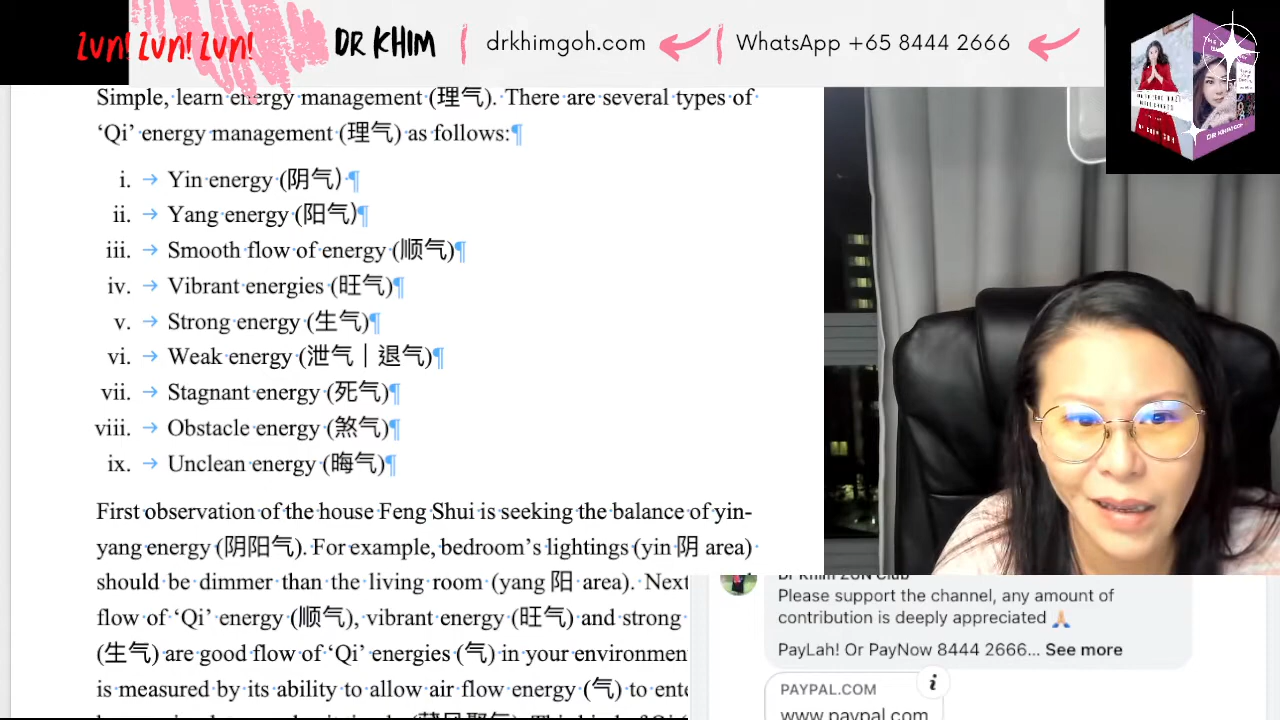 ZUN! ZUN! ZUN! DR KHIM drkhimgoh.com WhatsApp +65 8444 2666
Simple, learn energy management (理气). There are several types of
‘Qi’ energy management (理气) as follows:
i. Yin energy (阴气)
ii. Yang energy (阳气)
iii. Smooth flow of energy (顺气)
iv. Vibrant energies (旺气)
v. Strong energy (生气)
vi. Weak energy (泄气｜退气)
vii. Stagnant energy (死气)
viii. Obstacle energy (煞气)
ix. Unclean energy (晦气)
First observation of the house Feng Shui is seeking the balance of yin-
yang energy (阴阳气). For example, bedroom’s lightings (yin 阴 area)
should be dimmer than the living room (yang 阳 area). Next
flow of ‘Qi’ energy (顺气), vibrant energy (旺气) and strong
(生气) are good flow of ‘Qi’ energies (气) in your environmen
is measured by its ability to allow air flow energy (气) to ente
Dr Khim ZUN Club
Please support the channel, any amount of
contribution is deeply appreciated 🙏🏼
PayLah! Or PayNow 8444 2666... See more
PAYPAL.COM
www.paypal.com
DR KHIM GOH